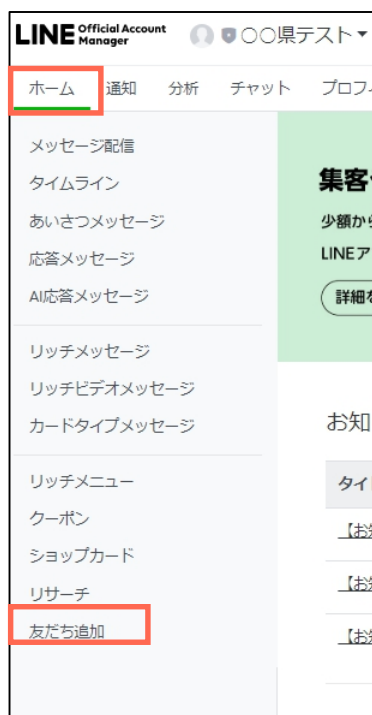 LINE Official Account Manager
〇〇県テスト
ホーム 通知 分析 チャット プロフ
メッセージ配信
タイムライン
あいさつメッセージ
応答メッセージ
AI応答メッセージ
リッチメッセージ
リッチビデオメッセージ
カードタイプメッセージ
リッチメニュー
クーポン
ショップカード
リサーチ
友だち追加
集客
少額から
LINEア
詳細を
お知
タイ
【お知
【お知
【お知